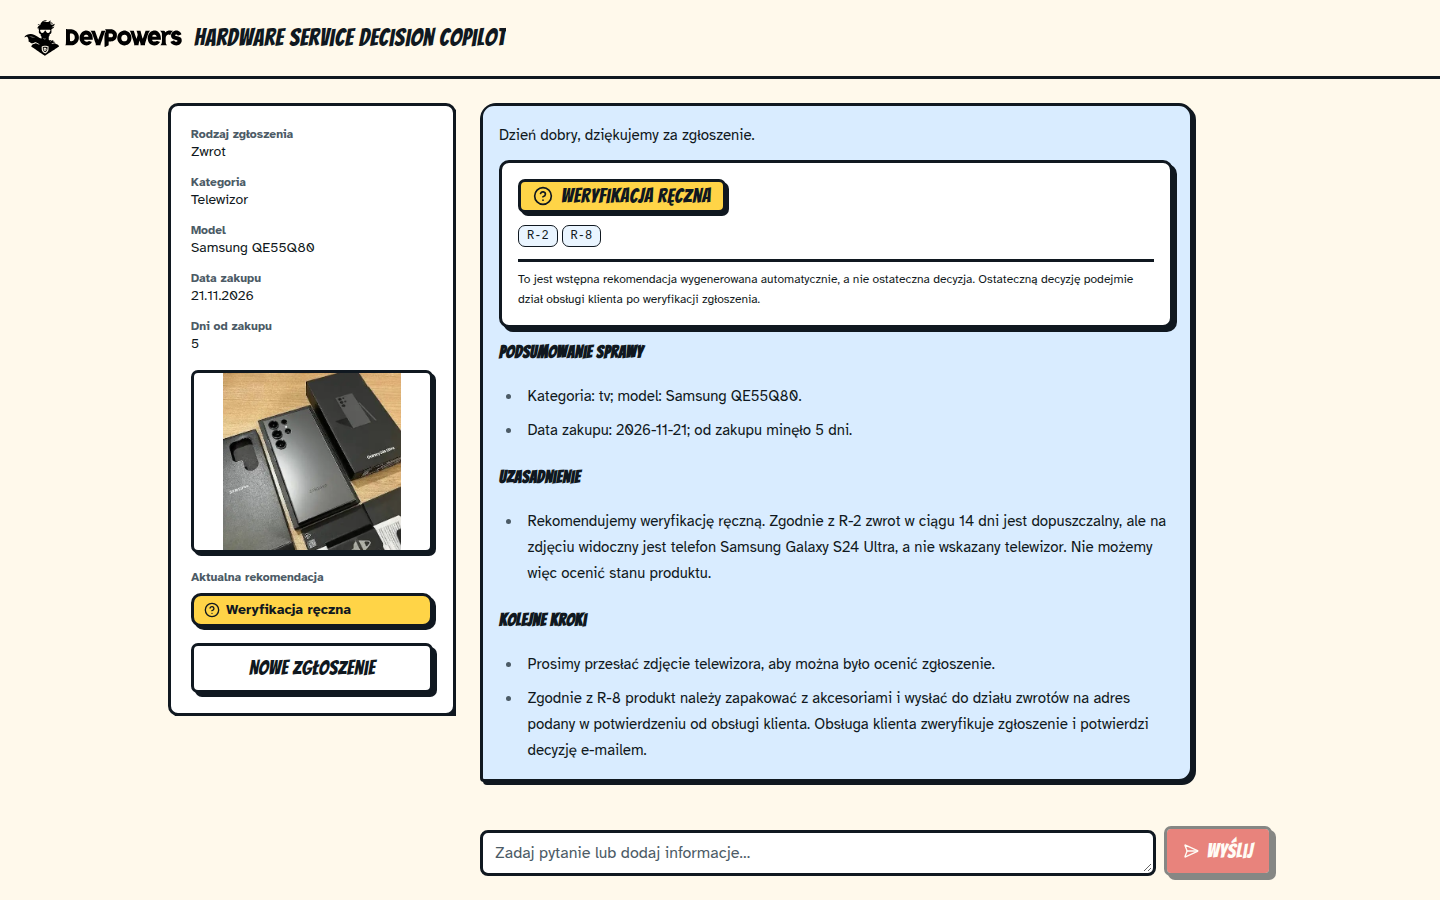 DevPowers HARDWARE SERVICE DECISION COPILOT
Rodzaj zgłoszenia
Zwrot
Kategoria
Telewizor
Model
Samsung QE55Q80
Data zakupu
21.11.2026
Dni od zakupu
5
SAMSUNG
SAMSUNG
Aktualna rekomendacja
Weryfikacja ręczna
NOWE ZGŁOSZENIE
Dzień dobry, dziękujemy za zgłoszenie.
WERYFIKACJA RĘCZNA
R-2 R-8
To jest wstępna rekomendacja wygenerowana automatycznie, a nie ostateczna decyzja. Ostateczną decyzję podejmie
dział obsługi klienta po weryfikacji zgłoszenia.
PODSUMOWANIE SPRAWY
Kategoria: tv; model: Samsung QE55Q80.
Data zakupu: 2026-11-21; od zakupu minęło 5 dni.
UZASADNIENIE
Rekomendujemy weryfikację ręczną. Zgodnie z R-2 zwrot w ciągu 14 dni jest dopuszczalny, ale na
zdjęciu widoczny jest telefon Samsung Galaxy S24 Ultra, a nie wskazany telewizor. Nie możemy
więc ocenić stanu produktu.
KOLEJNE KROKI
Prosimy przesłać zdjęcie telewizora, aby można było ocenić zgłoszenie.
Zgodnie z R-8 produkt należy zapakować z akcesoriami i wysłać do działu zwrotów na adres
podany w potwierdzeniu od obsługi klienta. Obsługa klienta zweryfikuje zgłoszenie i potwierdzi
decyzję e-mailem.
Zadaj pytanie lub dodaj informacje...
WYŚLIJ